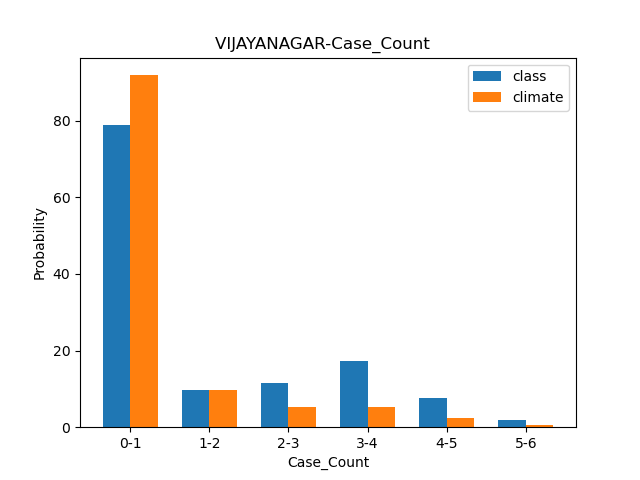 VIJAYANAGAR-Case_Count
class
climate
Probability
80
60
40
20
0
0-1 1-2 2-3 3-4 4-5 5-6
Case_Count